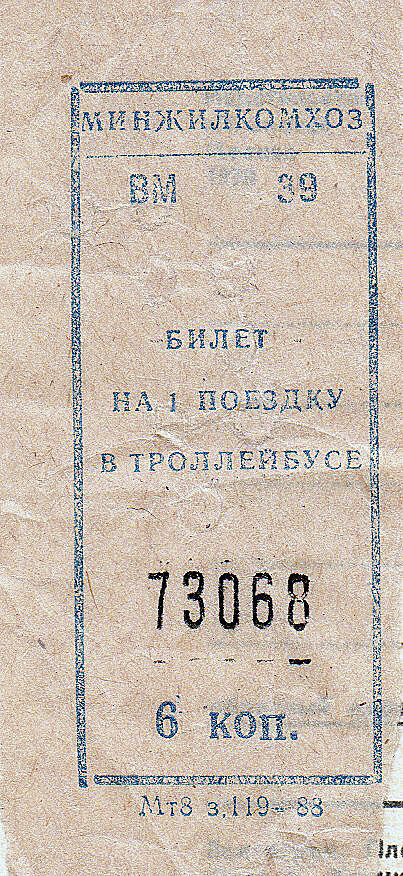 МИНЖИЛКОМХОЗ
ВМ 39
БИЛЕТ
НА 1 ПОЕЗДКУ
В ТРОЛЛЕЙБУСЕ
73068
6 коп.
Мт8 з.119-88